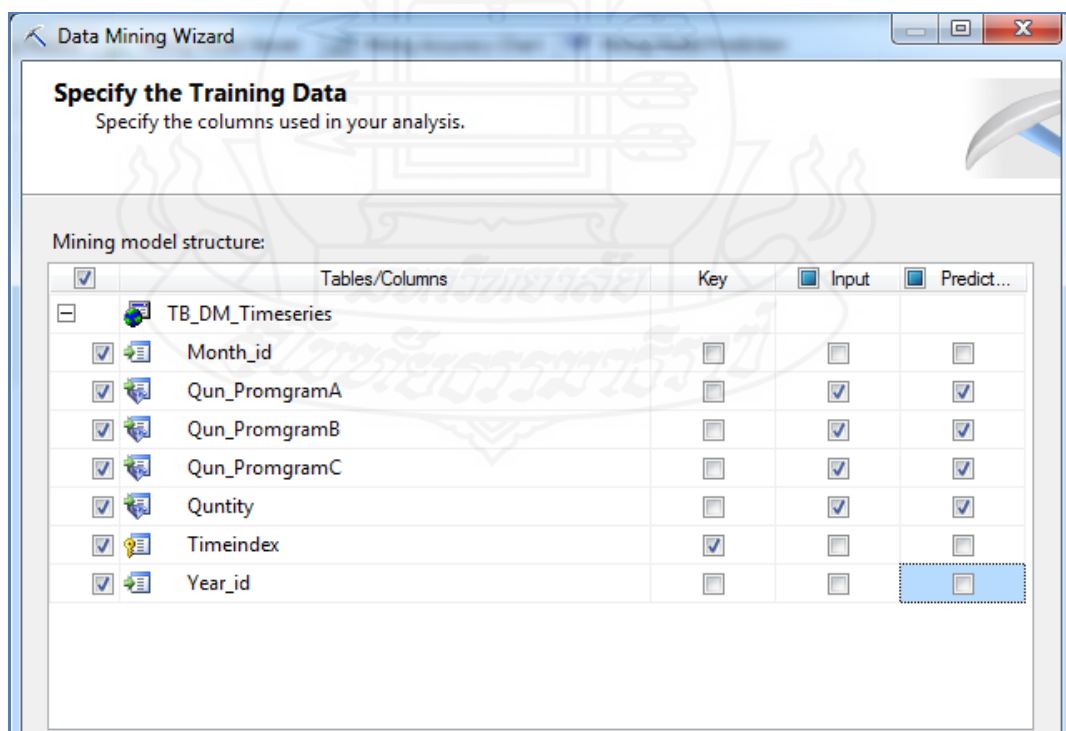 Data Mining Wizard
Specify the Training Data
Specify the columns used in your analysis.
Mining model structure:
Tables/Columns Key Input Predict...
TB_DM_Timeseries
Month_id
Qun_PromgramA
Qun_PromgramB
Qun_PromgramC
Quntity
Timeindex
Year_id